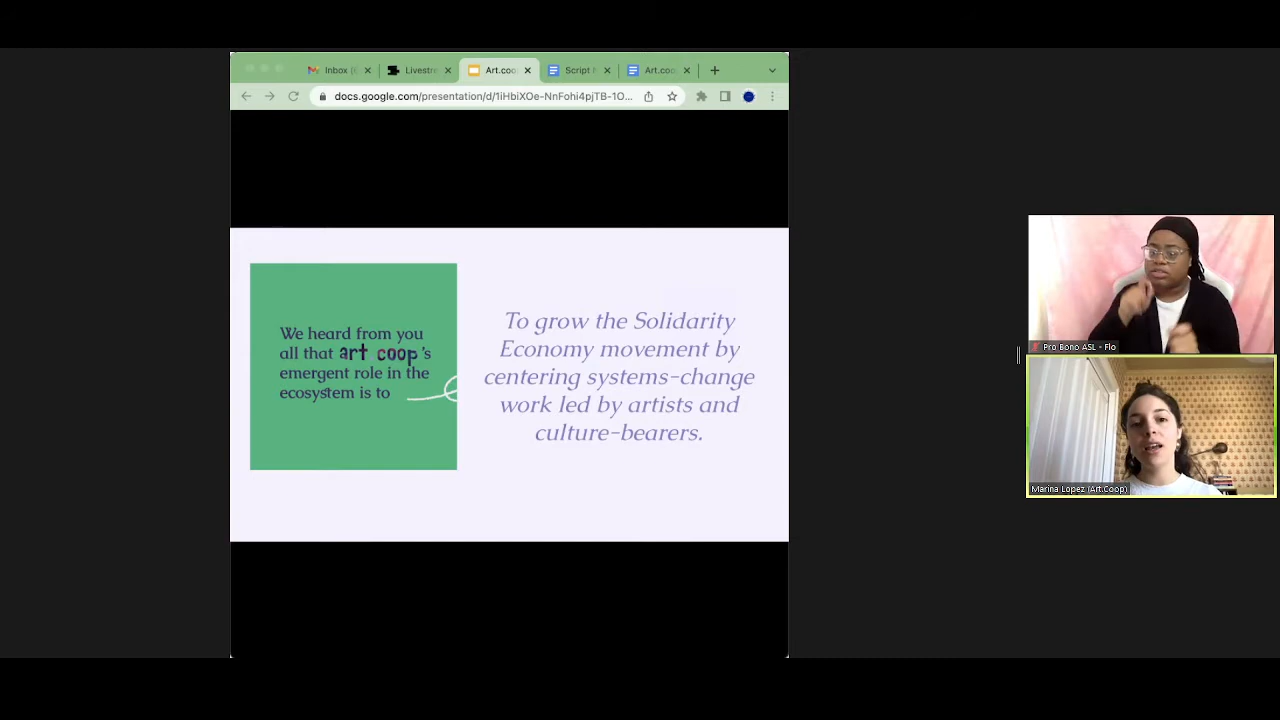 Inbox (
Livestre
Art.coo
Script f
Art.coo
docs.google.com/presentation/d/1iHbiXOe-NnFohi4pjTB-1O...
We heard from you
all that art coop's
emergent role in the
ecosystem is to
To grow the Solidarity
Economy movement by
centering systems-change
work led by artists and
culture-bearers.
Pro Bono ASL - Flo
Marina Lopez (Art.Coop)